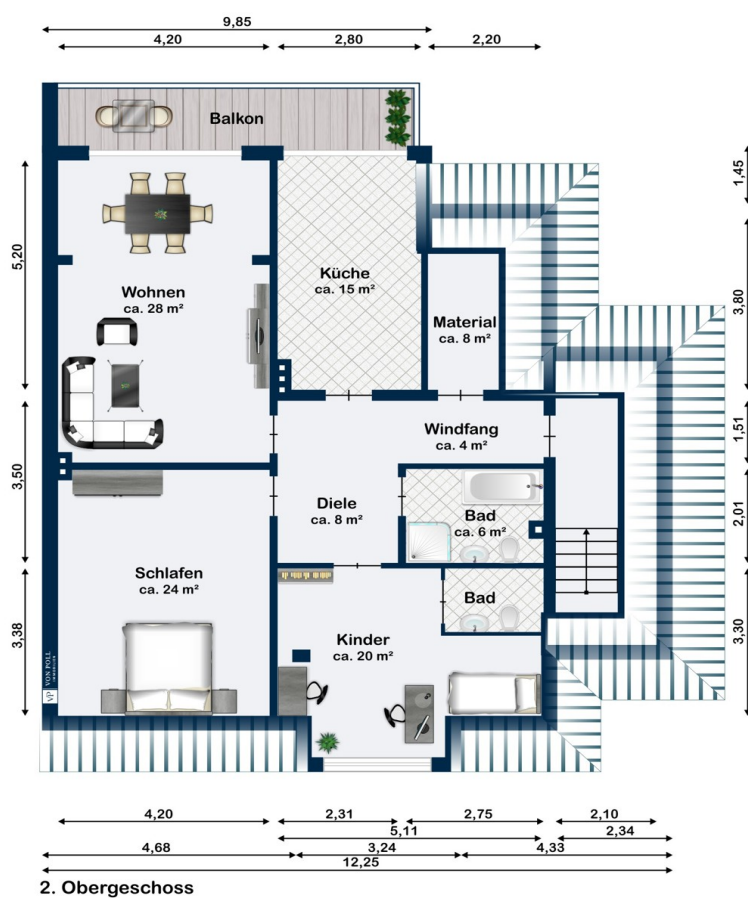 9,85
4,20
2,80
2,20
Balkon
1,45
5,20
3,80
Küche
ca. 15 m²
Wohnen
ca. 28 m²
Material
ca. 8 m²
Windfang
ca. 4 m²
1,51
3,50
2,01
Diele
ca. 8 m²
Bad
ca. 6 m²
Schlafen
ca. 24 m²
Bad
3,38
3,30
Kinder
ca. 20 m²
VON POLL
IMMOBILIEN
VP
4,20
2,31
2,75
2,10
5,11
2,34
4,68
3,24
4,33
12,25
2. Obergeschoss